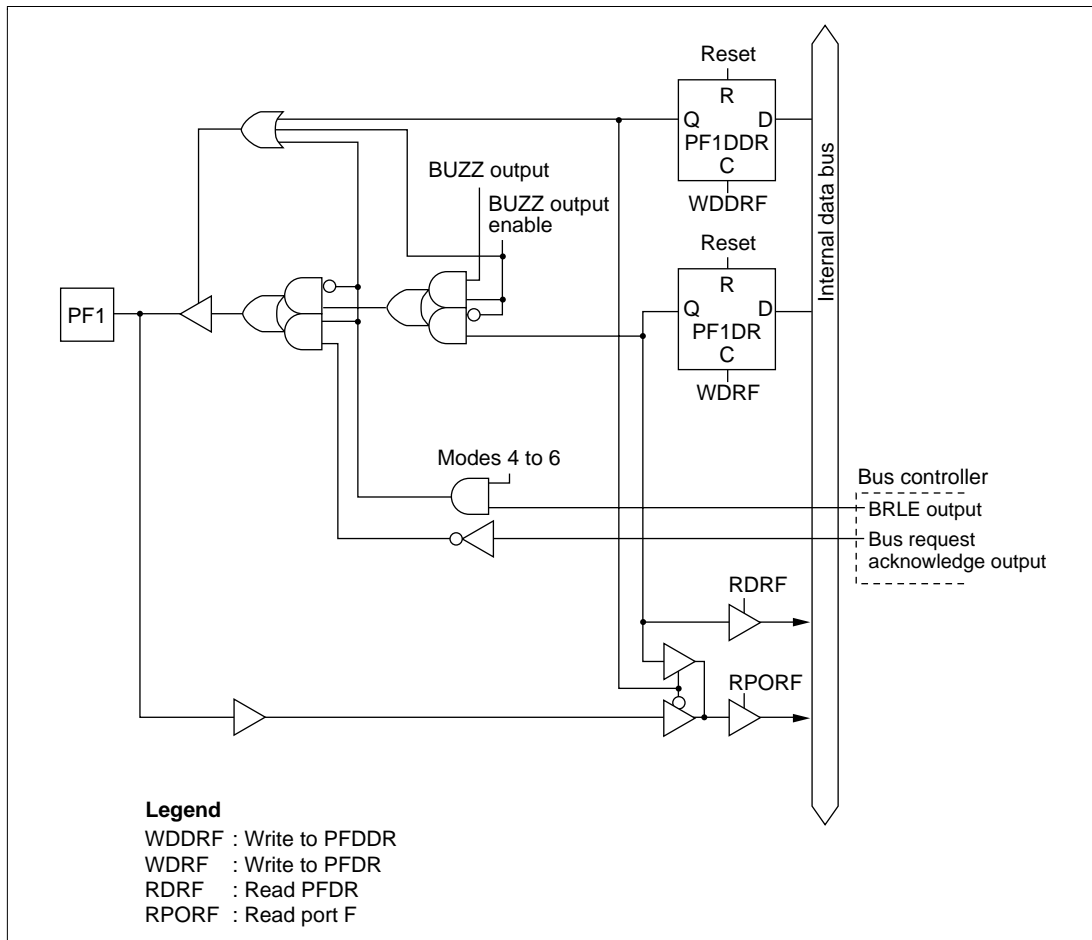 Reset
R
Q D
PF1DDR
C
WDDRF
BUZZ output
BUZZ output
enable
Reset
R
Q D
PF1DR
C
WDRF
Internal data bus
PF1
Modes 4 to 6
Bus controller
BRLE output
Bus request
acknowledge output
RDRF
RPORF
Legend
WDDRF : Write to PFDDR
WDRF : Write to PFDR
RDRF : Read PFDR
RPORF : Read port F